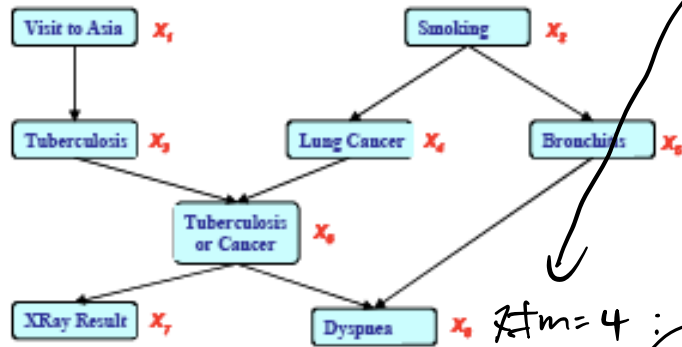 Visit to Asia X₁ Smoking X₂
Tuberculosis X₃ Lung Cancer X₄ Bronchitis X₅
Tuberculosis
or Cancer X₆
XRay Result X₇ Dyspnea X₈ 对m=4 :